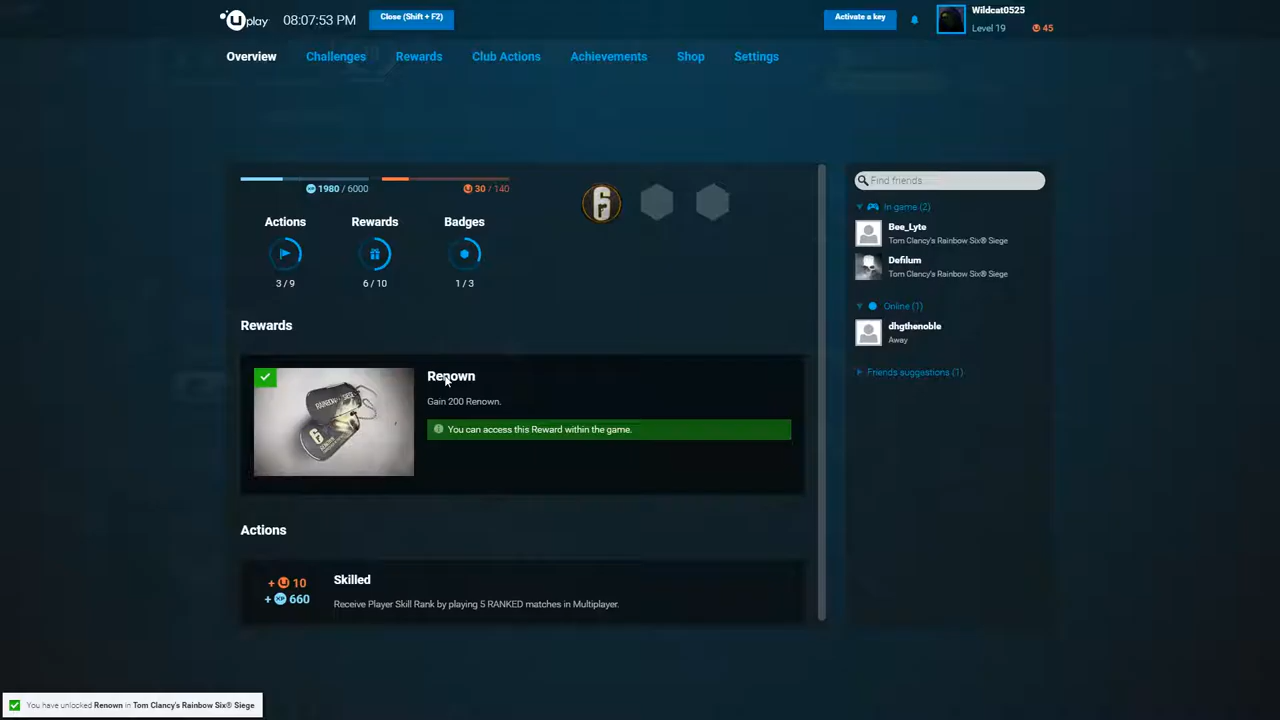 Uplay 08:07:53 PM Close (Shift + F2) Activate a key Wildcat0525
Level 19 45
Overview Challenges Rewards Club Actions Achievements Shop Settings
1980 / 6000 30 / 140
Actions Rewards Badges
3 / 9 6 / 10 1 / 3
Rewards
Renown
Gain 200 Renown.
You can access this Reward within the game.
RAINBOW SIEGE
6
Actions
+ 10 Skilled
+ XP 660 Receive Player Skill Rank by playing 5 RANKED matches in Multiplayer.
Find friends
In game (2)
Bee_Lyte
Tom Clancy's Rainbow Six® Siege
Defilum
Tom Clancy's Rainbow Six® Siege
Online (1)
dhgthenoble
Away
Friends suggestions (1)
You have unlocked Renown in Tom Clancy's Rainbow Six® Siege